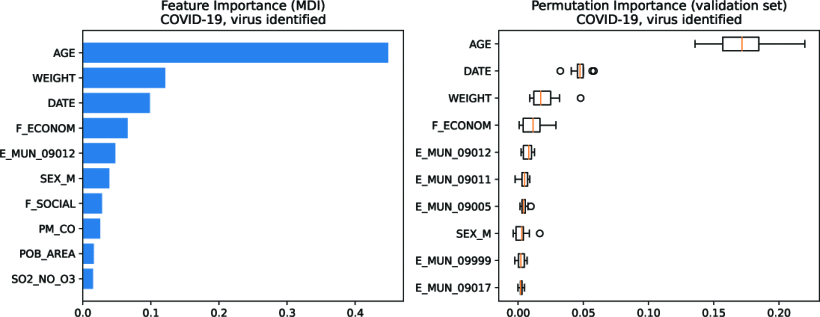 Feature Importance (MDI)
COVID-19, virus identified
AGE
WEIGHT
DATE
F_ECONOM
E_MUN_09012
SEX_M
F_SOCIAL
PM_CO
POB_AREA
SO2_NO_O3
0.0 0.1 0.2 0.3 0.4
Permutation Importance (validation set)
COVID-19, virus identified
AGE
DATE
WEIGHT
F_ECONOM
E_MUN_09012
E_MUN_09011
E_MUN_09005
SEX_M
E_MUN_09999
E_MUN_09017
0.00 0.05 0.10 0.15 0.20